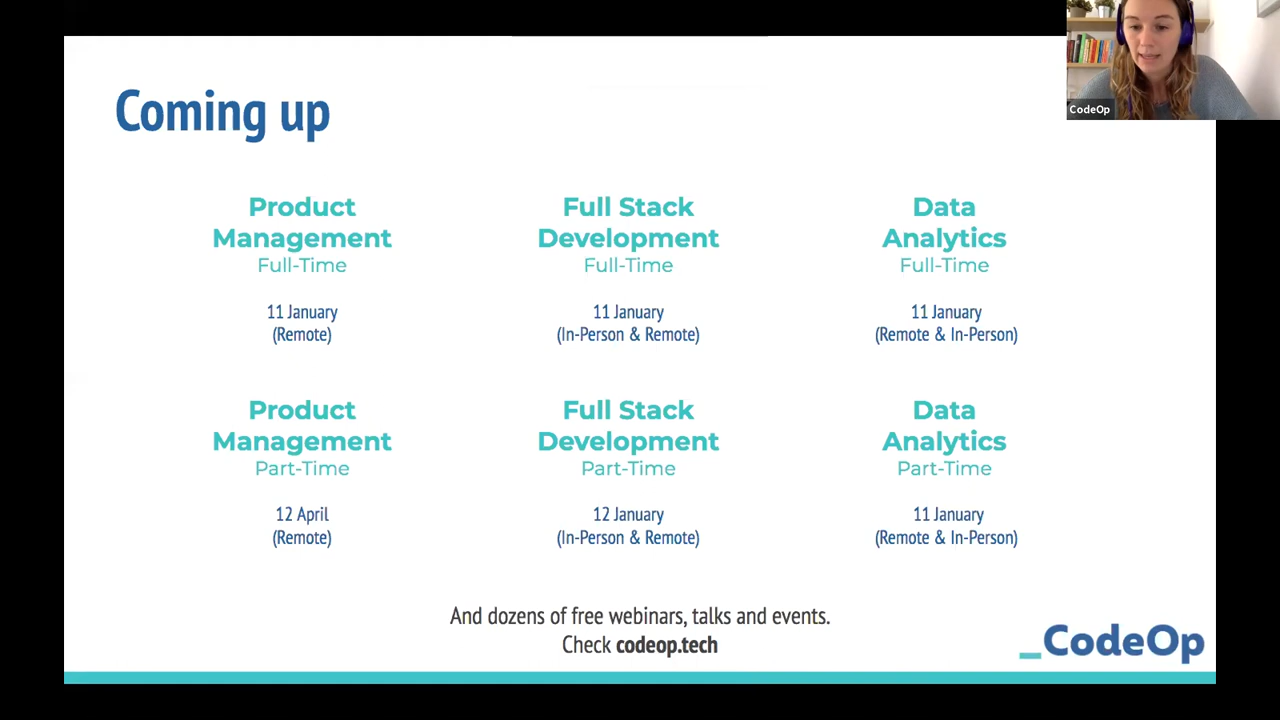 Coming up
CodeOp
Product
Management
Full-Time
11 January
(Remote)
Full Stack
Development
Full-Time
11 January
(In-Person & Remote)
Data
Analytics
Full-Time
11 January
(Remote & In-Person)
Product
Management
Part-Time
12 April
(Remote)
Full Stack
Development
Part-Time
12 January
(In-Person & Remote)
Data
Analytics
Part-Time
11 January
(Remote & In-Person)
And dozens of free webinars, talks and events.
Check codeop.tech
_CodeOp